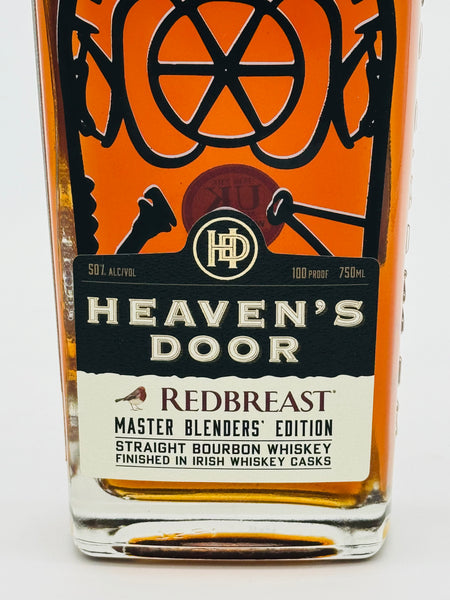 HD
50% ALC/VOL 100 PROOF 750ML
HEAVEN'S
DOOR
REDBREAST
MASTER BLENDERS' EDITION
STRAIGHT BOURBON WHISKEY
FINISHED IN IRISH WHISKEY CASKS